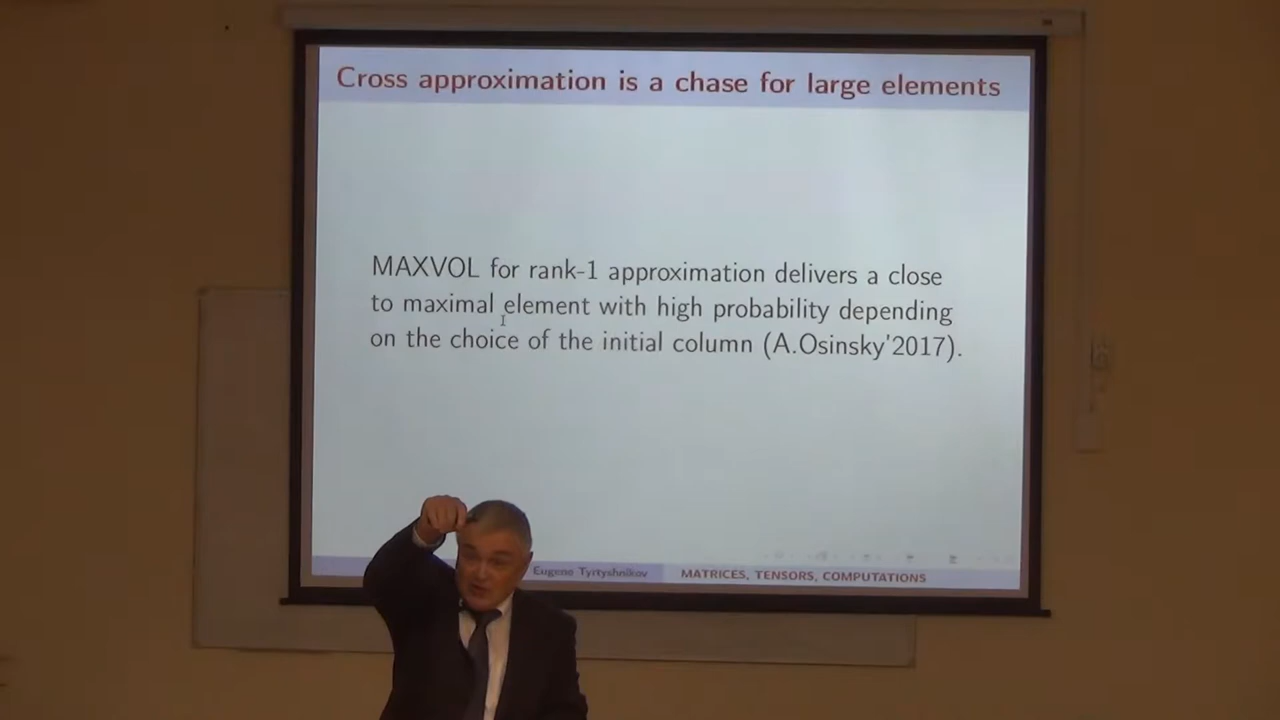 Cross approximation is a chase for large elements
MAXVOL for rank-1 approximation delivers a close
to maximal element with high probability depending
on the choice of the initial column (A.Osinsky'2017).
Eugene Tyrtyshnikov MATRICES, TENSORS, COMPUTATIONS